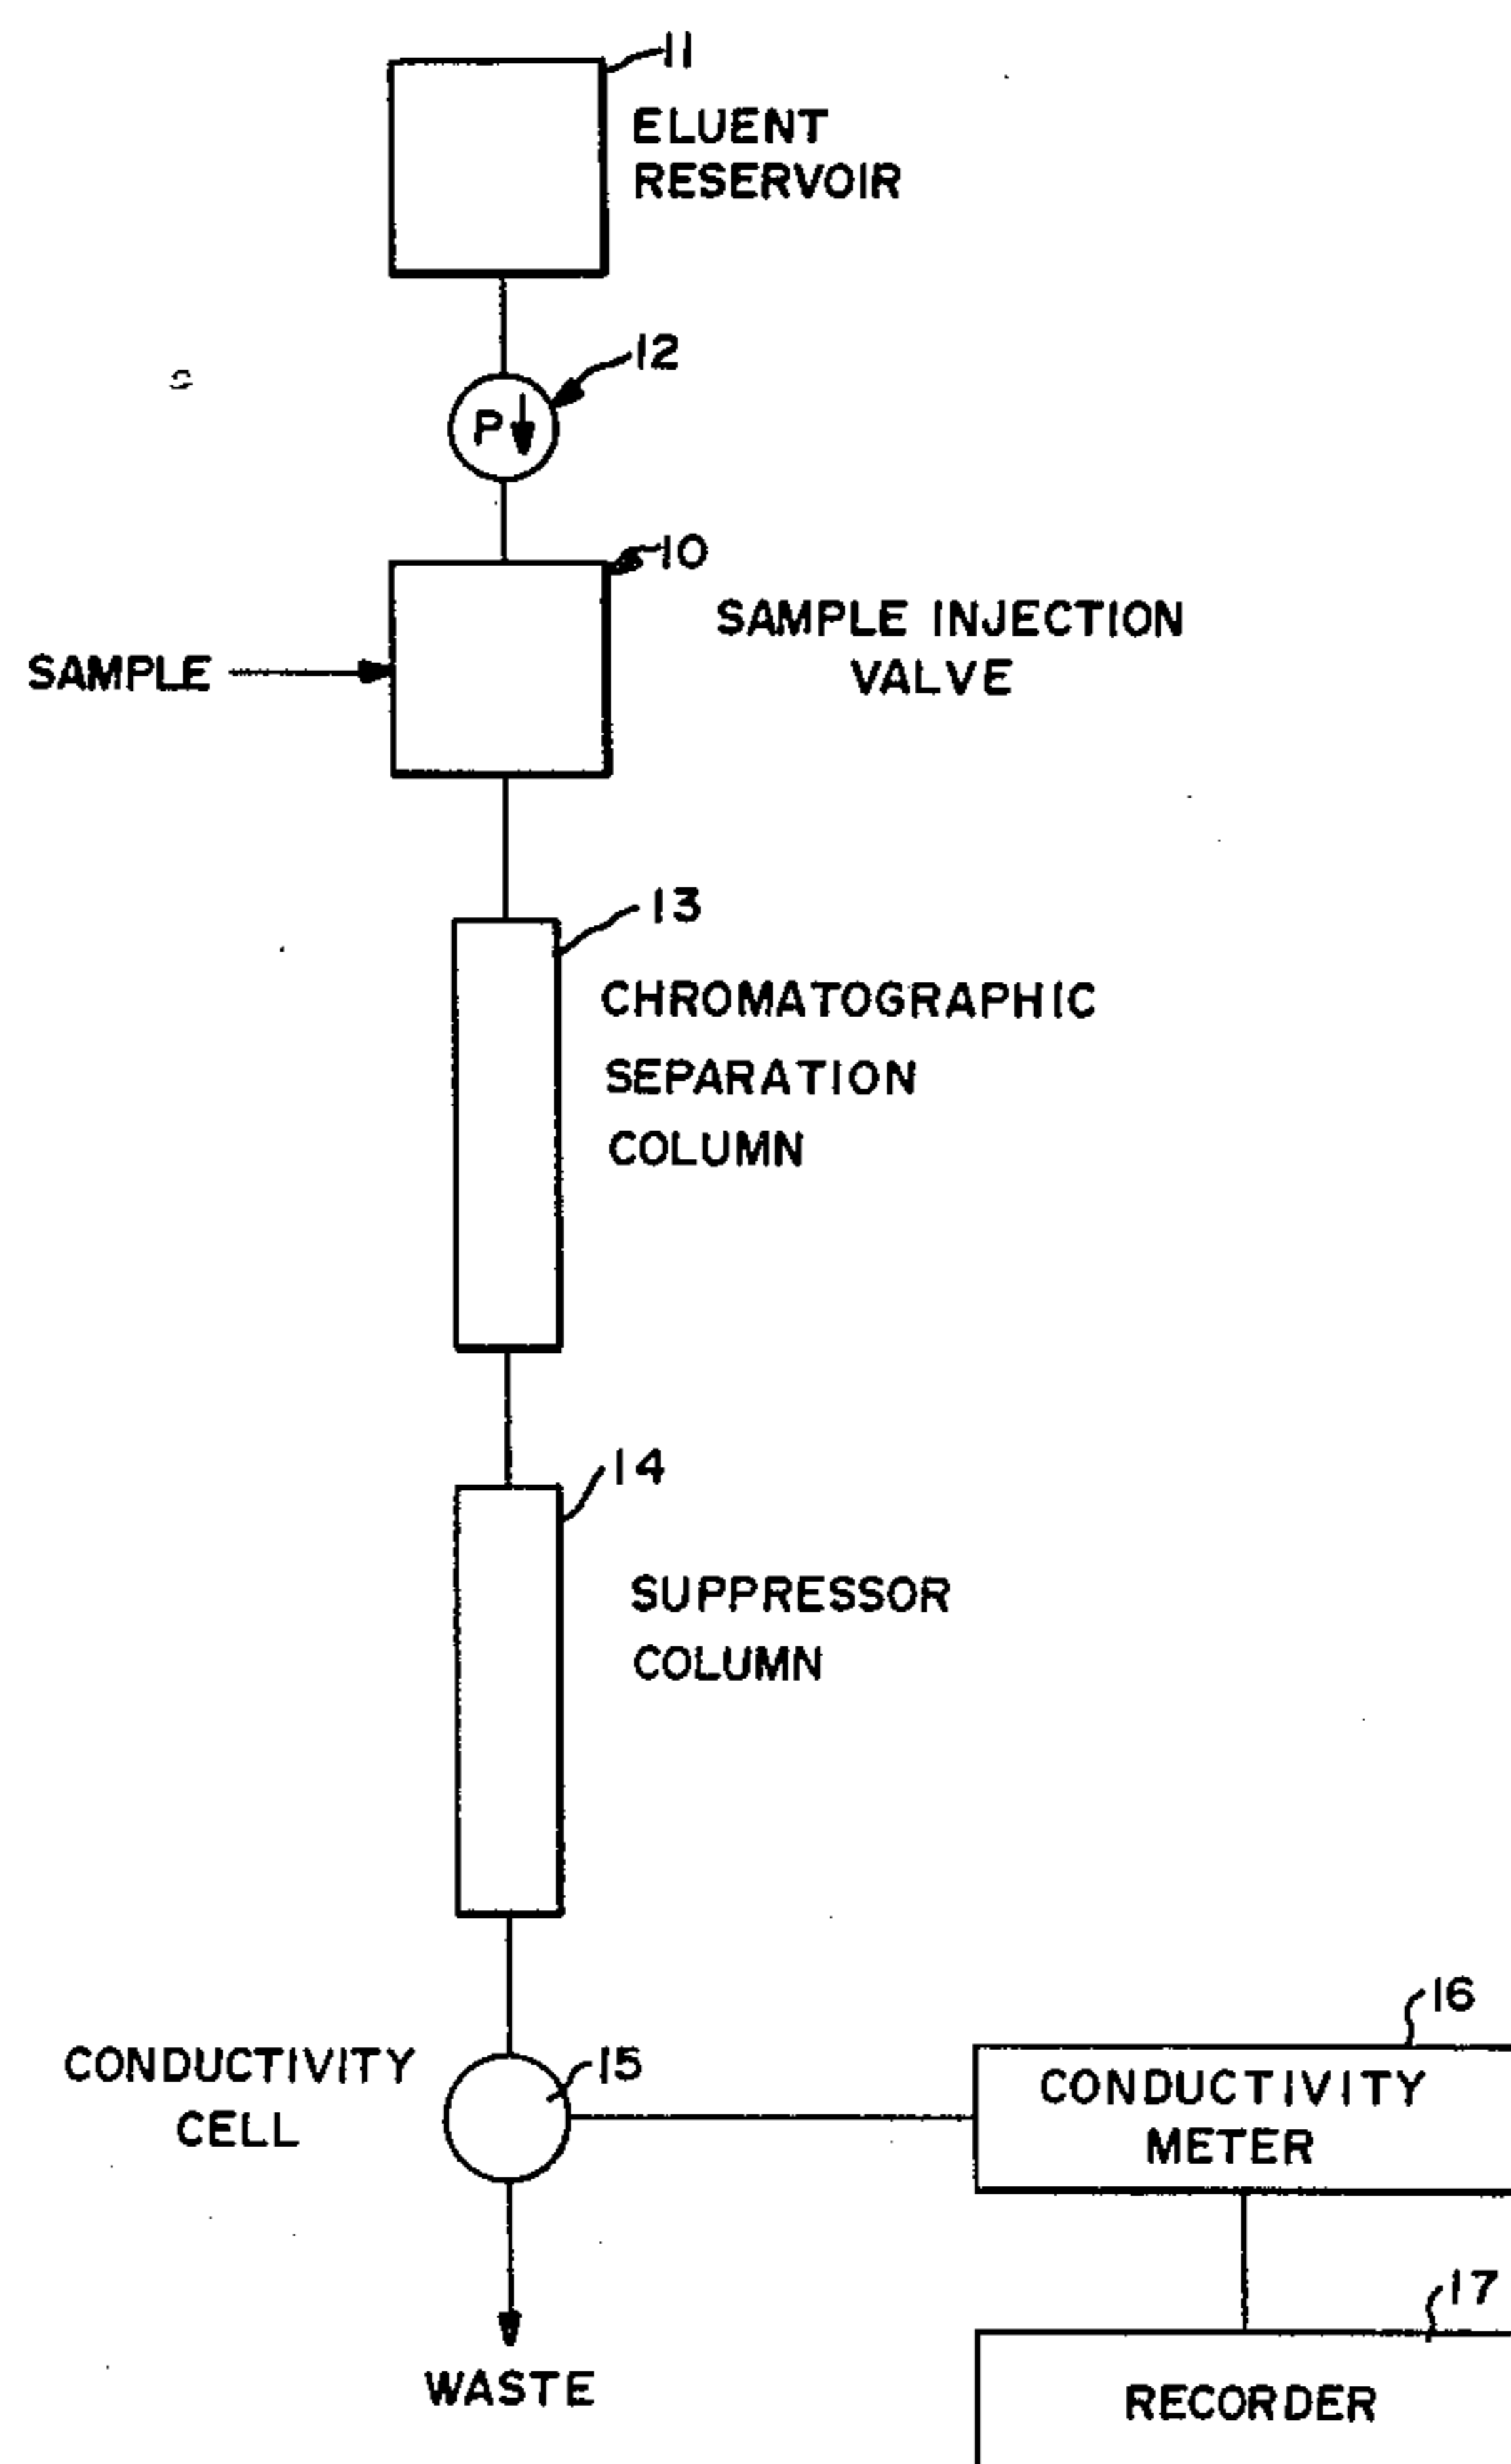 11
ELUENT
RESERVOIR
12
P
10
SAMPLE INJECTION
VALVE
SAMPLE
13
CHROMATOGRAPHIC
SEPARATION
COLUMN
14
SUPPRESSOR
COLUMN
16
CONDUCTIVITY
CELL
15
CONDUCTIVITY
METER
17
WASTE
RECORDER